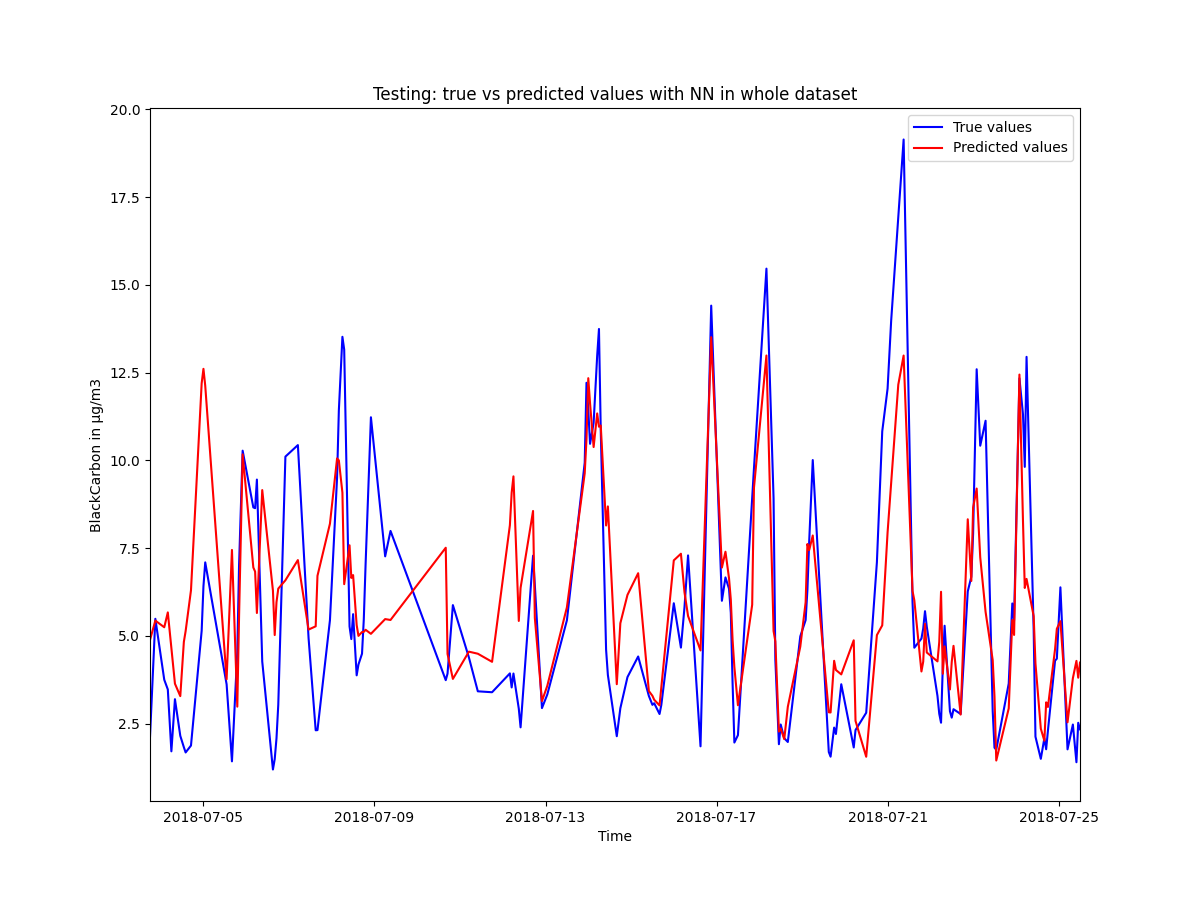 Testing: true vs predicted values with NN in whole dataset
True values
Predicted values
20.0
17.5
15.0
12.5
10.0
7.5
5.0
2.5
BlackCarbon in µg/m3
2018-07-05 2018-07-09 2018-07-13 2018-07-17 2018-07-21 2018-07-25
Time